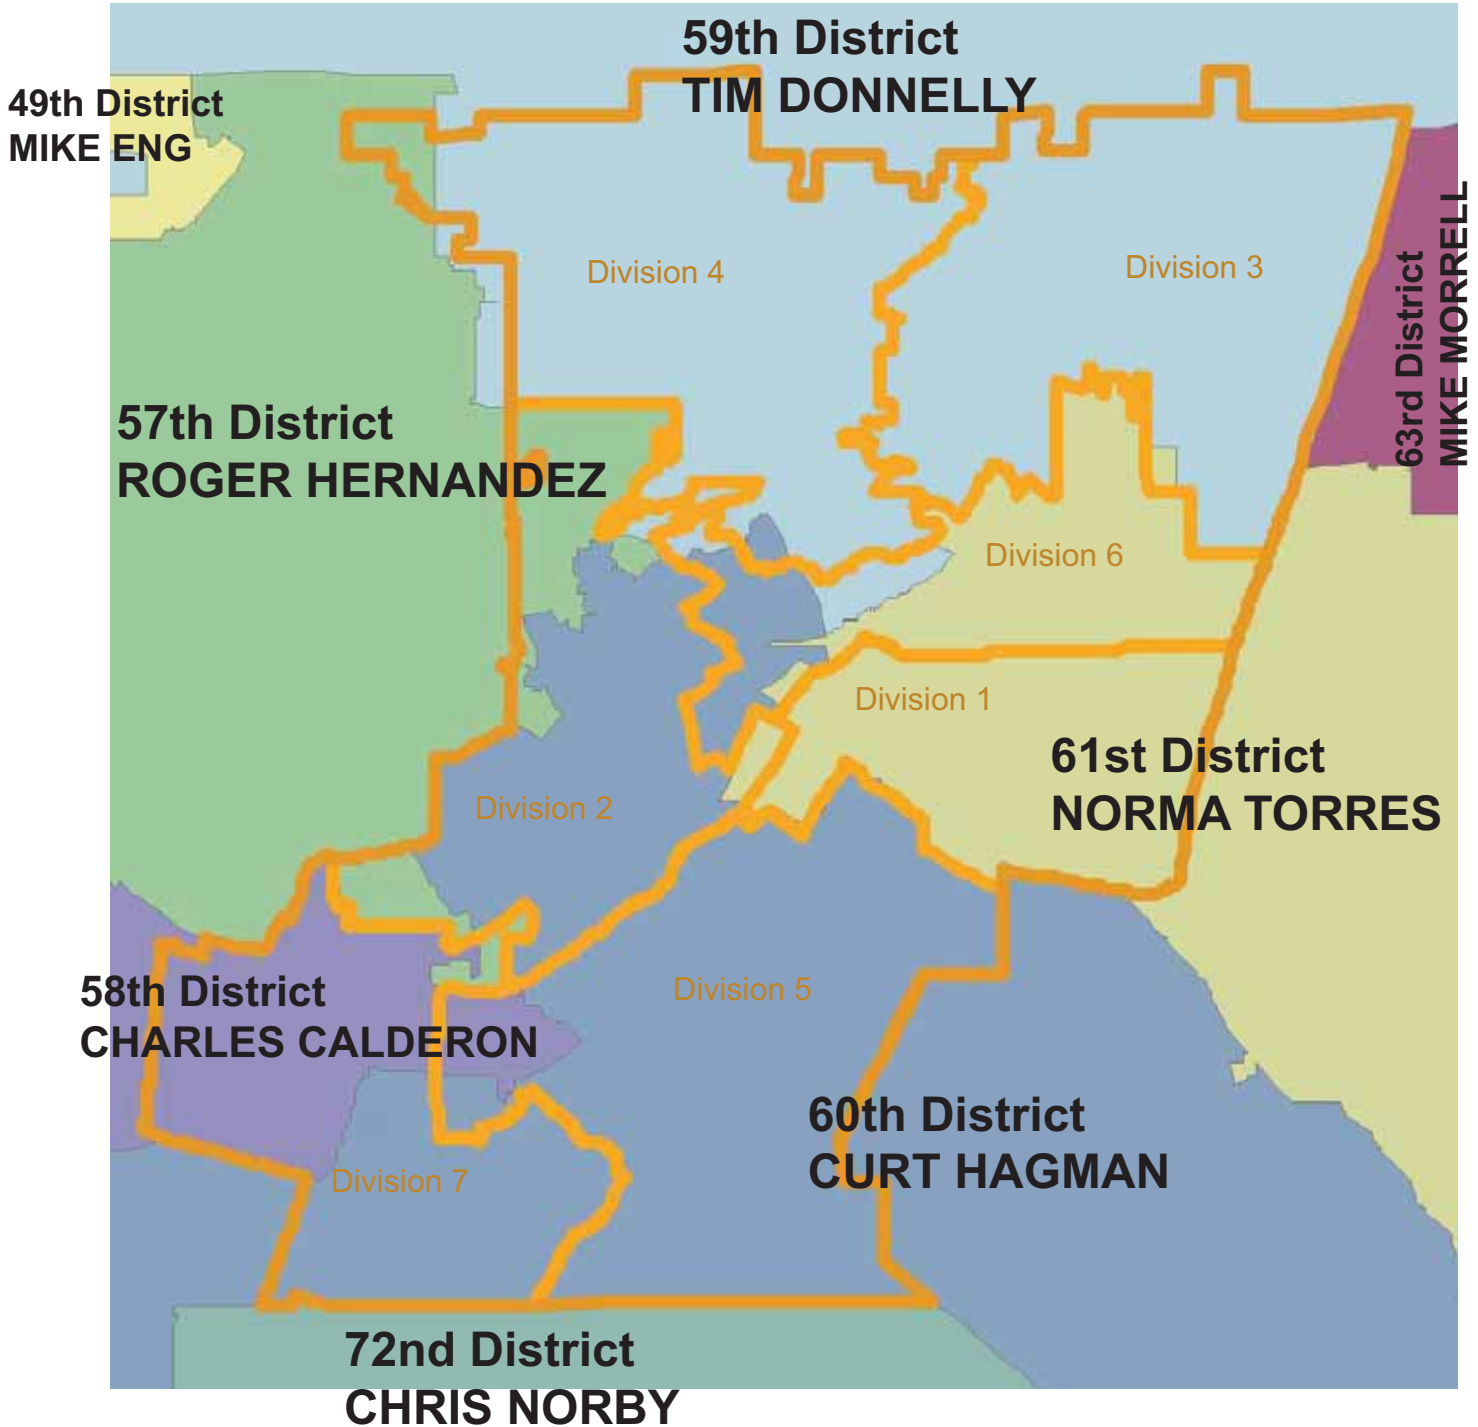 59th District
TIM DONNELLY
49th District
MIKE ENG
63rd District
MIKE MORRELL
Division 4
Division 3
57th District
ROGER HERNANDEZ
Division 6
Division 1
61st District
NORMA TORRES
Division 2
58th District
CHARLES CALDERON
Division 5
60th District
CURT HAGMAN
Division 7
72nd District
CHRIS NORBY